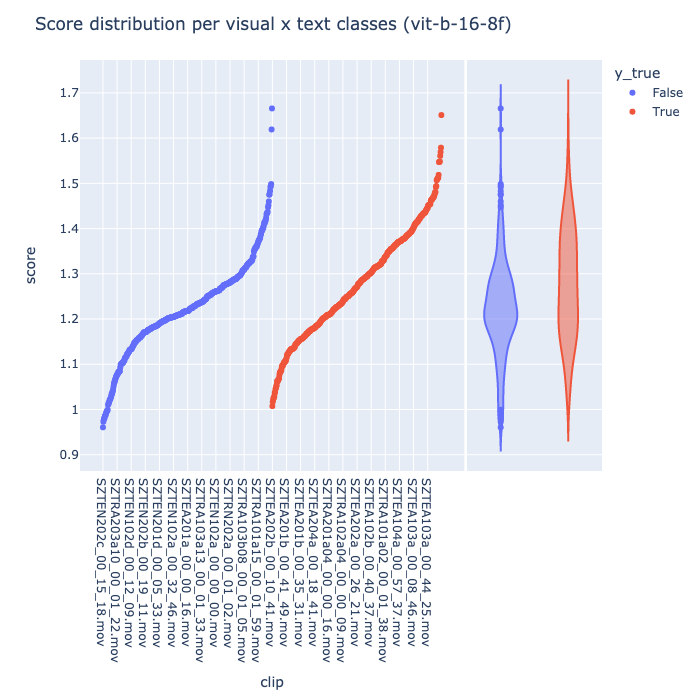 Score distribution per visual x text classes (vit-b-16-8f)
y_true
False
True
score
1.7
1.6
1.5
1.4
1.3
1.2
1.1
1
0.9
SZTEN202c_00_15_18.mov
SZTRA203a10_00_01_22.mov
SZTEN102d_00_12_09.mov
SZTEN202b_00_19_11.mov
SZTEN201d_00_05_33.mov
SZTEN102a_00_32_46.mov
SZTEA201a_00_00_16.mov
SZTRA103a13_00_01_33.mov
SZTEN102a_00_00_00.mov
SZTRN202a_00_01_02.mov
SZTRA103b08_00_01_05.mov
SZTRA101a15_00_01_59.mov
SZTEA202b_00_10_41.mov
SZTEA201b_00_41_49.mov
SZTEA201b_00_35_31.mov
SZTEA204a_00_18_41.mov
SZTRA201a04_00_00_16.mov
SZTRA102a04_00_00_09.mov
SZTEA202a_00_26_21.mov
SZTEA102b_00_40_37.mov
SZTRA101a02_00_01_38.mov
SZTEA104a_00_57_37.mov
SZTEA103a_00_08_46.mov
SZTEA103a_00_44_25.mov
clip